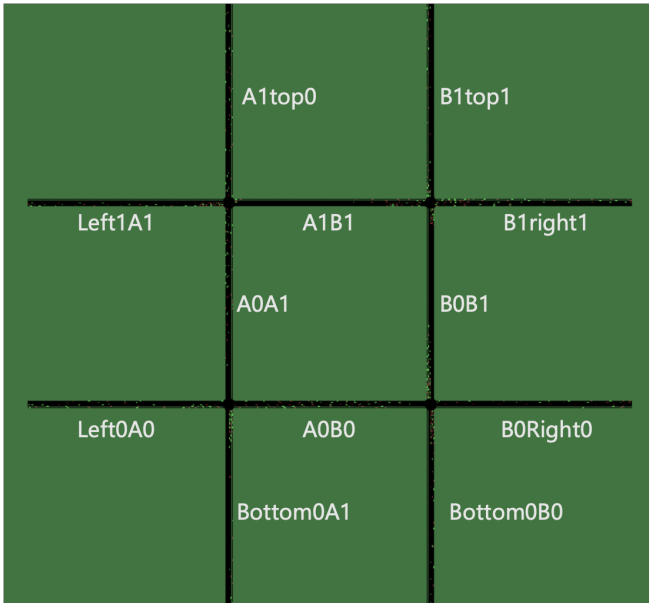 A1top0
B1top1
Left1A1
A1B1
B1right1
A0A1
B0B1
Left0A0
A0B0
B0Right0
Bottom0A1
Bottom0B0